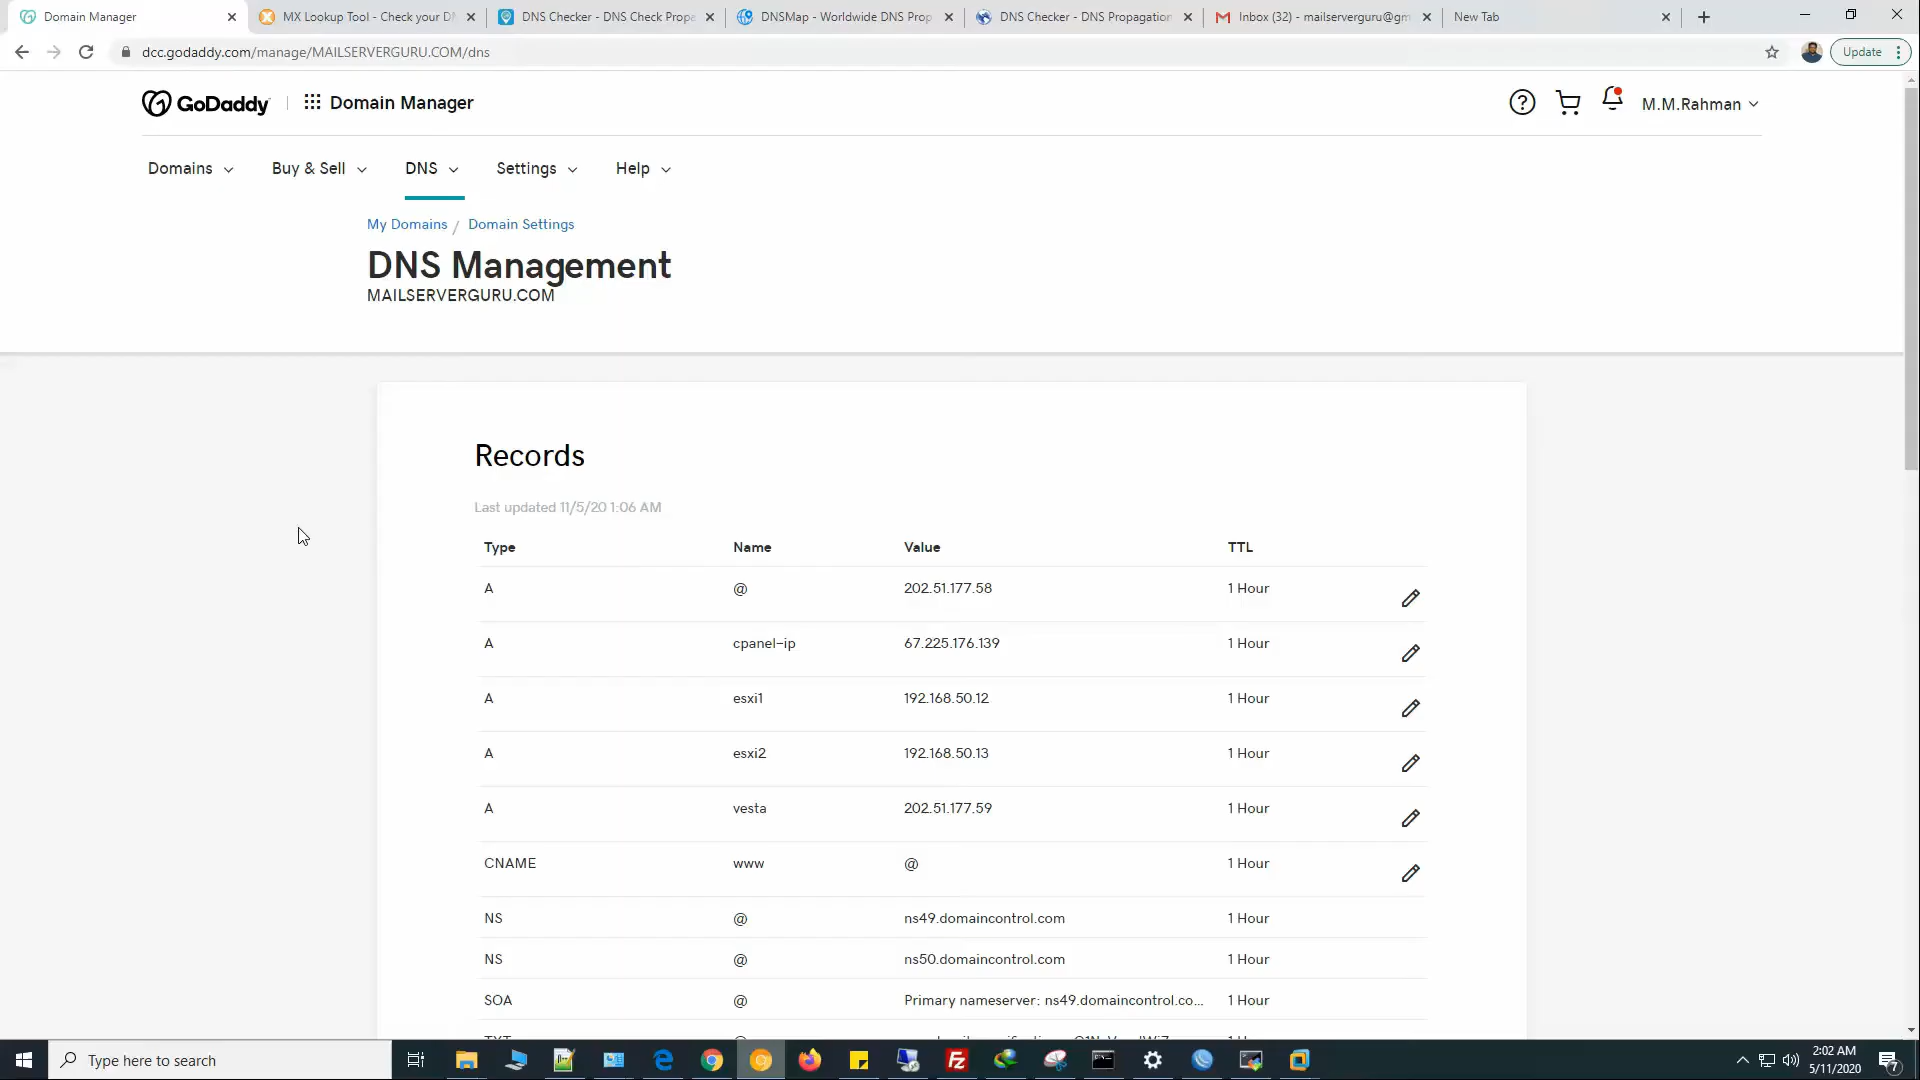 Domain Manager
MX Lookup Tool - Check your DN
DNS Checker - DNS Check Propa
DNSMap - Worldwide DNS Prop
DNS Checker - DNS Propagation
Inbox (32) - mailserverguru@gm
New Tab
dcc.godaddy.com/manage/MAILSERVERGURU.COM/dns
Update
GoDaddy
Domain Manager
M.M.Rahman
Domains
Buy & Sell
DNS
Settings
Help
My Domains / Domain Settings
DNS Management
MAILSERVERGURU.COM
Records
Last updated 11/5/20 1:06 AM
Type Name Value TTL
A @ 202.51.177.58 1 Hour
A cpanel-ip 67.225.176.139 1 Hour
A esxi1 192.168.50.12 1 Hour
A esxi2 192.168.50.13 1 Hour
A vesta 202.51.177.59 1 Hour
CNAME www @ 1 Hour
NS @ ns49.domaincontrol.com 1 Hour
NS @ ns50.domaincontrol.com 1 Hour
SOA @ Primary nameserver: ns49.domaincontrol.co... 1 Hour
Type here to search
2:02 AM
5/11/2020
7